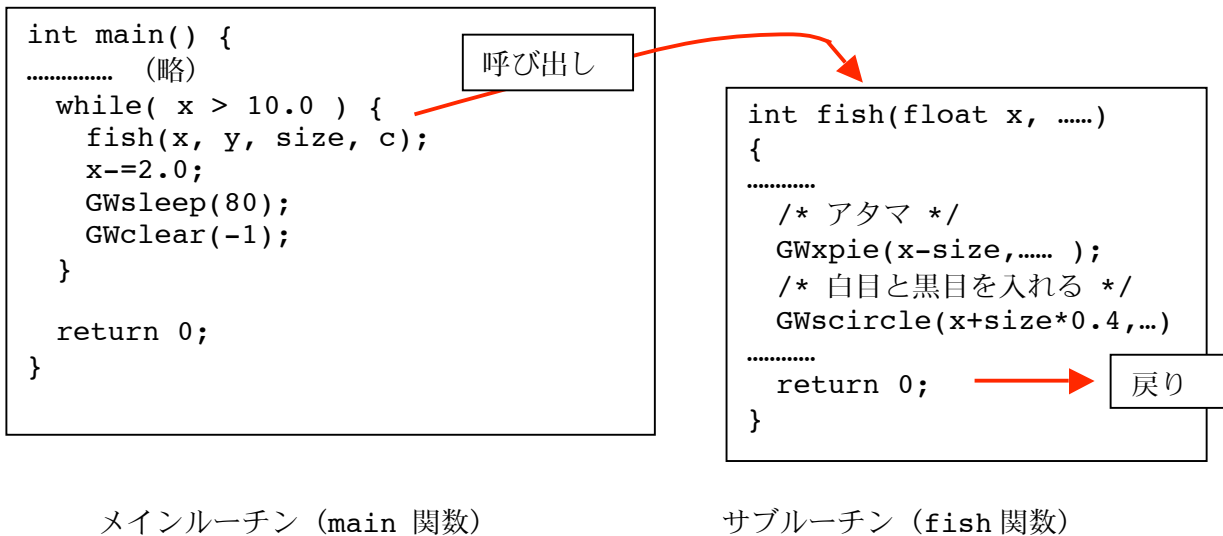 int main() {
…………… （略）
while( x > 10.0 ) {
fish(x, y, size, c);
x-=2.0;
GWsleep(80);
GWclear(-1);
}
return 0;
}
呼び出し
int fish(float x, ……)
{
…………
/* アタマ */
GWxpie(x-size,…… );
/* 白目と黒目を入れる */
GWscircle(x+size*0.4,…)
…………
return 0;
}
戻り
メインルーチン（main 関数）
サブルーチン（fish 関数）